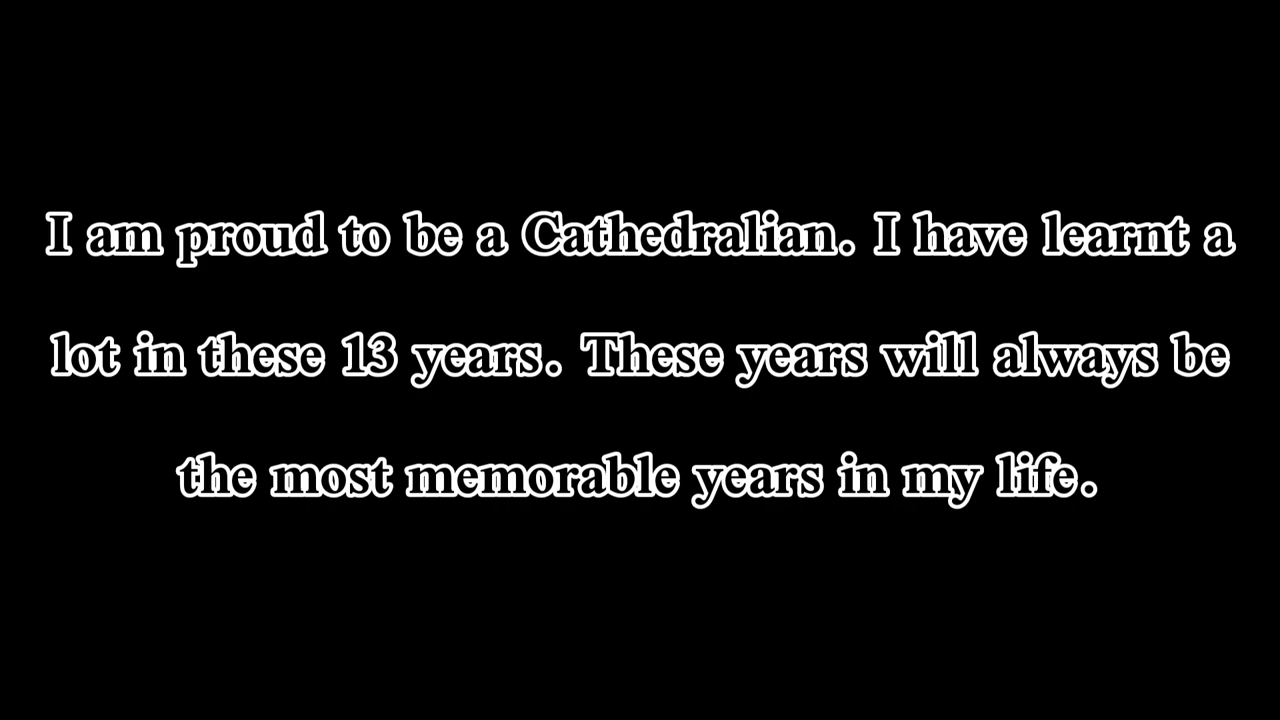 I am proud to be a Cathedralian. I have learnt a
lot in these 13 years. These years will always be
the most memorable years in my life.